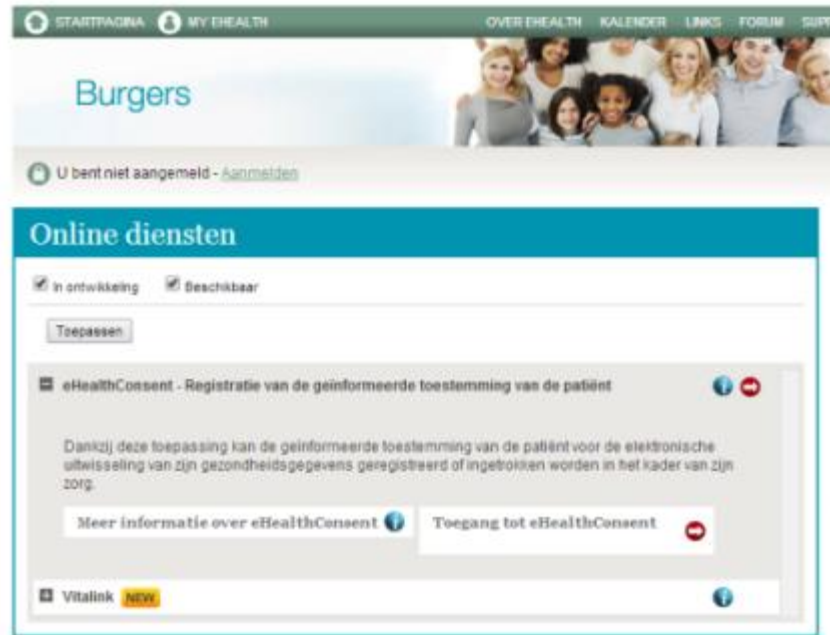 STARTPAGINA MY EHEALTH OVER EHEALTH KALENDER LINKS FORUM SUPP
Burgers
U bent niet aangemeld - Aanmelden
Online diensten
In ontwikkeling Beschikbaar
Toepassen
eHealthConsent - Registratie van de geïnformeerde toestemming van de patiënt
Dankzij deze toepassing kan de geïnformeerde toestemming van de patiënt voor de elektronische
uitwisseling van zijn gezondheidsgegevens geregistreerd of ingetrokken worden in het kader van zijn
zorg.
Meer informatie over eHealthConsent Toegang tot eHealthConsent
Vitalink NEW